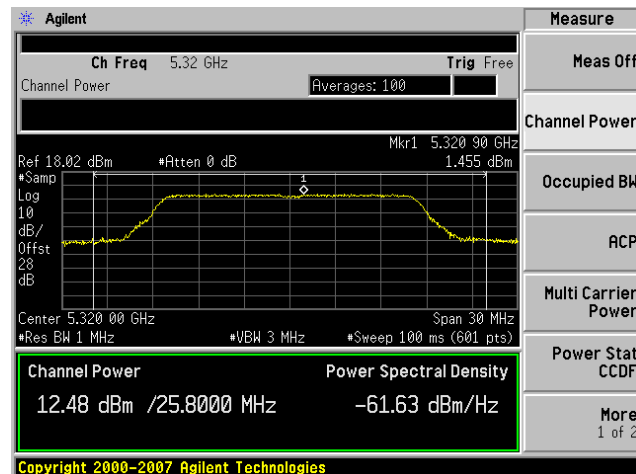 Agilent
Measure
Ch Freq 5.32 GHz Trig Free
Channel Power Averages: 100
Mkr1 5.320 90 GHz
Ref 18.02 dBm #Atten 0 dB 1.455 dBm
#Samp
Log
10
dB/
Offst
28
dB
1
Center 5.320 00 GHz Span 30 MHz
#Res BW 1 MHz #VBW 3 MHz #Sweep 100 ms (601 pts)
Channel Power Power Spectral Density
12.48 dBm /25.8000 MHz -61.63 dBm/Hz
Copyright 2000-2007 Agilent Technologies
Meas Off
Channel Power
Occupied BW
ACP
Multi Carrier
Power
Power Stat
CCDF
More
1 of 2